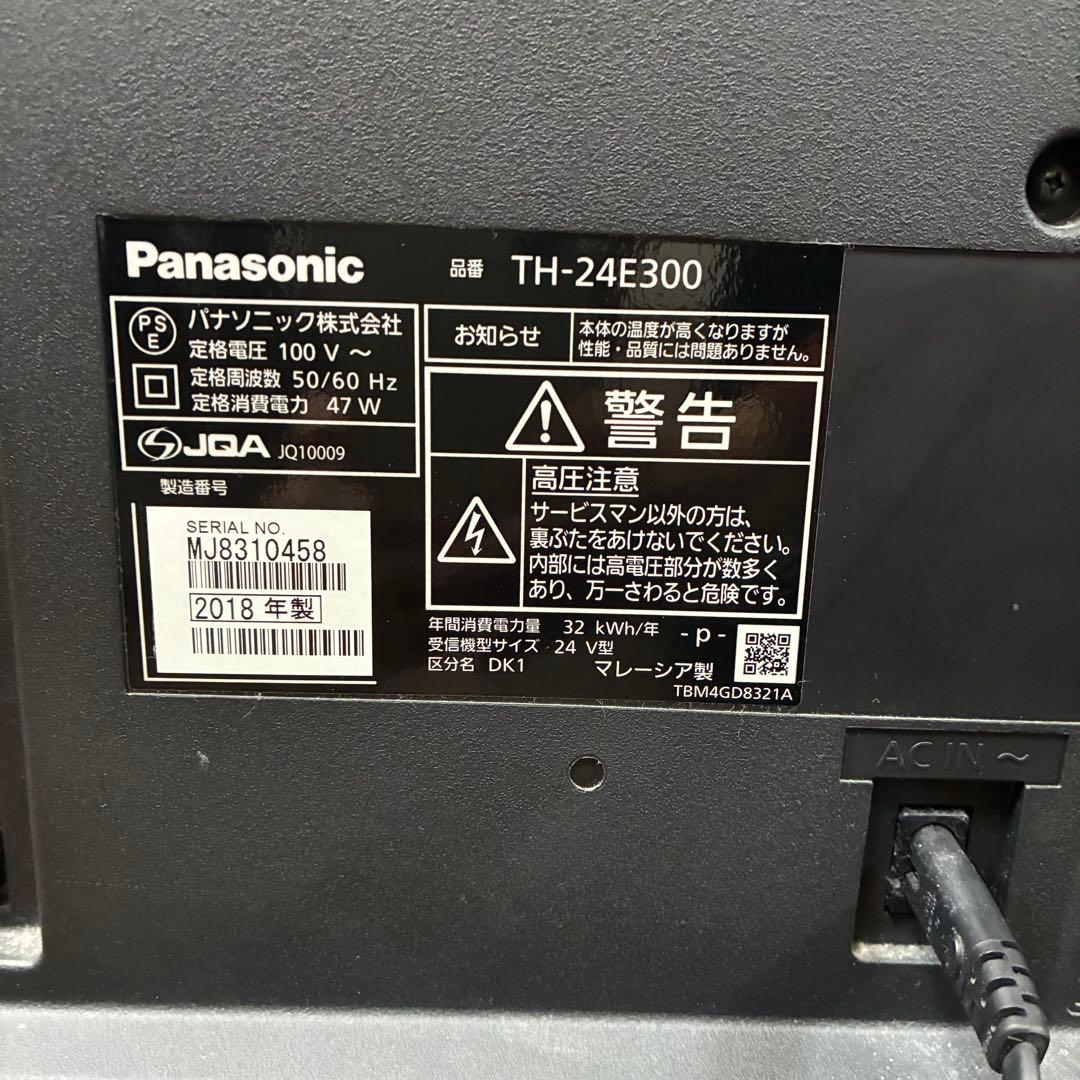 Panasonic
品番 TH-24E300
PS
E
パナソニック株式会社
定格電圧 100 V ～
定格周波数 50/60 Hz
定格消費電力 47 W
JQA JQ10009
製造番号
SERIAL NO.
MJ8310458
2018 年製
お知らせ
本体の温度が高くなりますが
性能・品質には問題ありません。
警告
高圧注意
サービスマン以外の方は、
裏ぶたをあけないでください。
内部には高電圧部分が数多く
あり、万一さわると危険です。
年間消費電力量 32 kWh/年 -p-
受信機型サイズ 24 V型
区分名 DK1 マレーシア製
TBM4GD8321A
AC IN ～